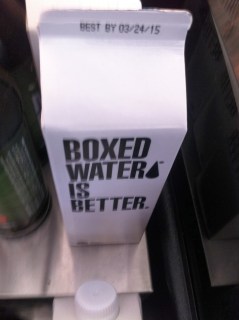 BEST BY 03/24/15
BOXED
WATER
IS
BETTER.